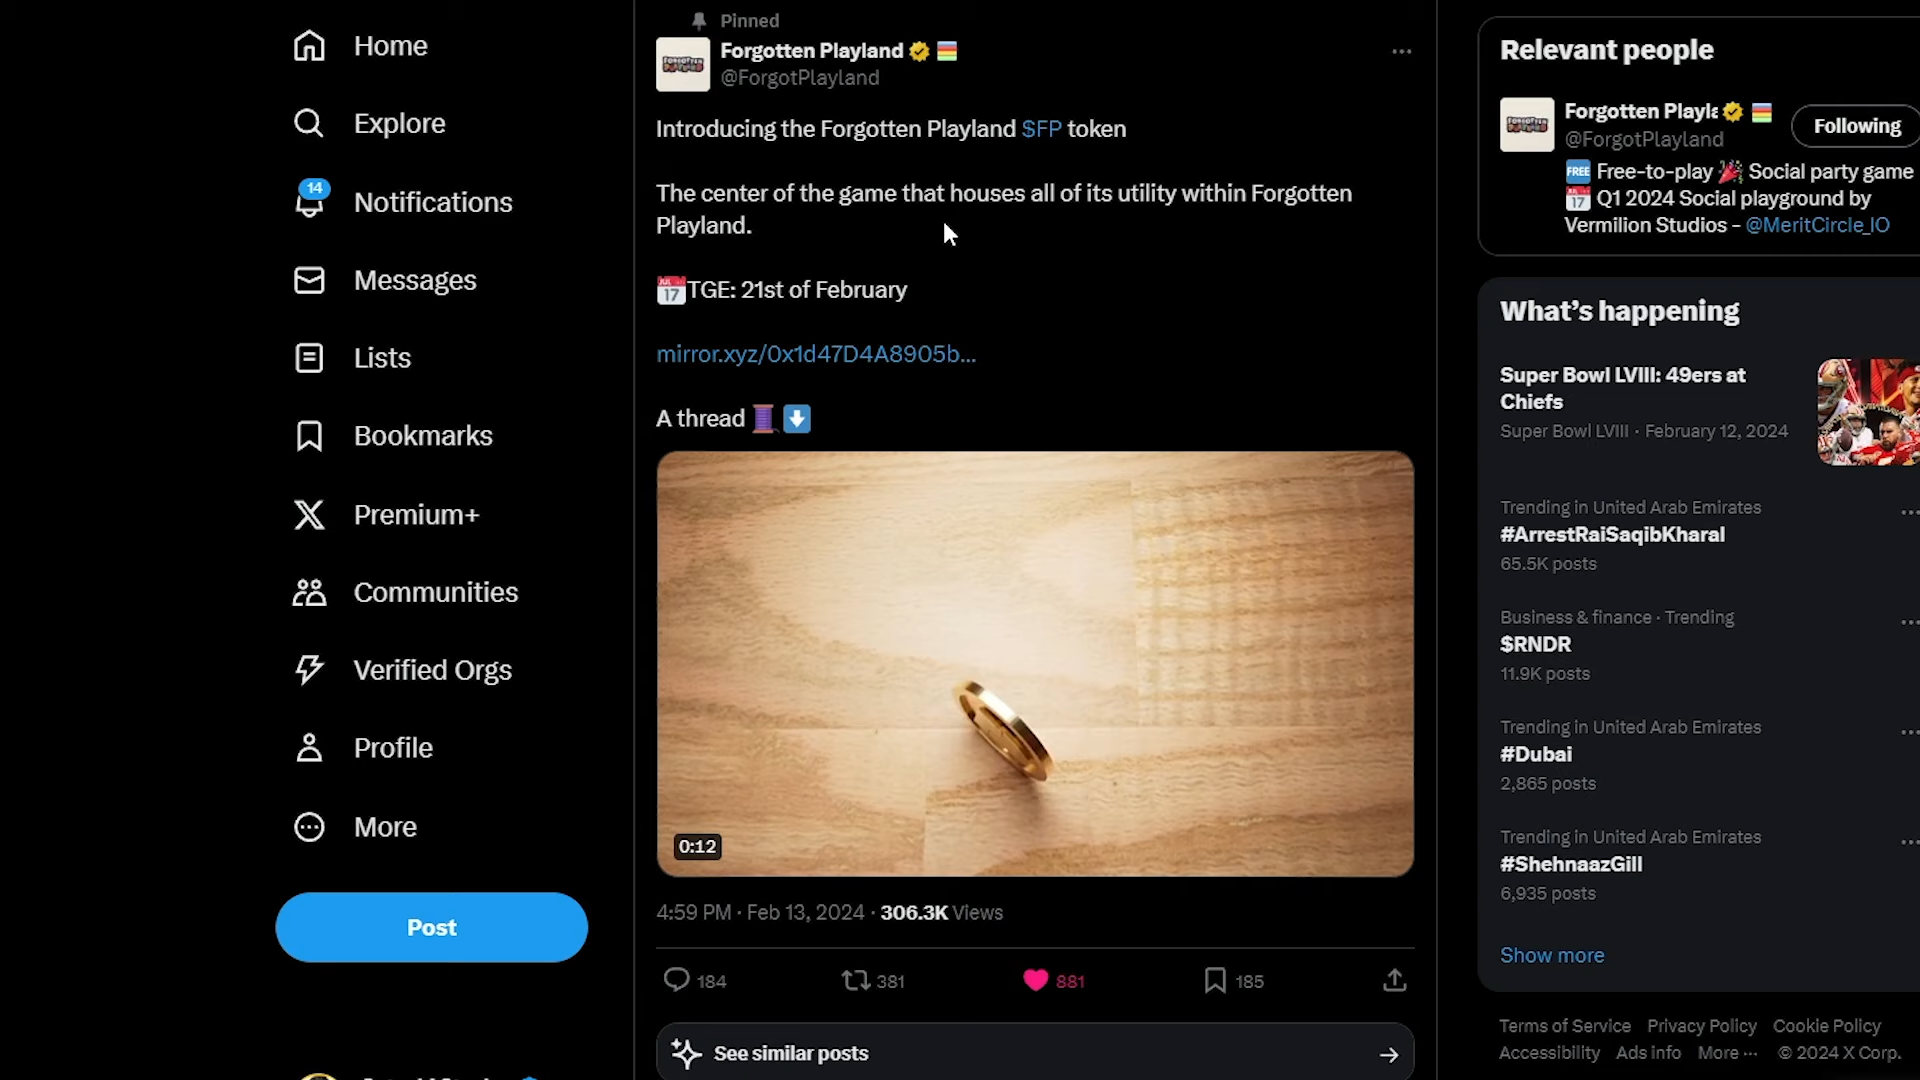 Home
Explore
14
Notifications
Messages
Lists
Bookmarks
Premium+
Communities
Verified Orgs
Profile
More
Post
Pinned
Forgotten Playland
@ForgotPlayland
Introducing the Forgotten Playland $FP token
The center of the game that houses all of its utility within Forgotten
Playland.
TGE: 21st of February
mirror.xyz/0x1d47D4A8905b...
A thread
0:12
4:59 PM · Feb 13, 2024 · 306.3K Views
184 381 881 185
See similar posts
Relevant people
Forgotten Playla
@ForgotPlayland
Following
FREE Free-to-play Social party game
Q1 2024 Social playground by
Vermilion Studios – @MeritCircle_IO
What's happening
Super Bowl LVIII: 49ers at
Chiefs
Super Bowl LVIII · February 12, 2024
Trending in United Arab Emirates
#ArrestRaiSaqibKharal
65.5K posts
Business & finance · Trending
$RNDR
11.9K posts
Trending in United Arab Emirates
#Dubai
2,865 posts
Trending in United Arab Emirates
#ShehnaazGill
6,935 posts
Show more
Terms of Service Privacy Policy Cookie Policy
Accessibility Ads info More ··· © 2024 X Corp.